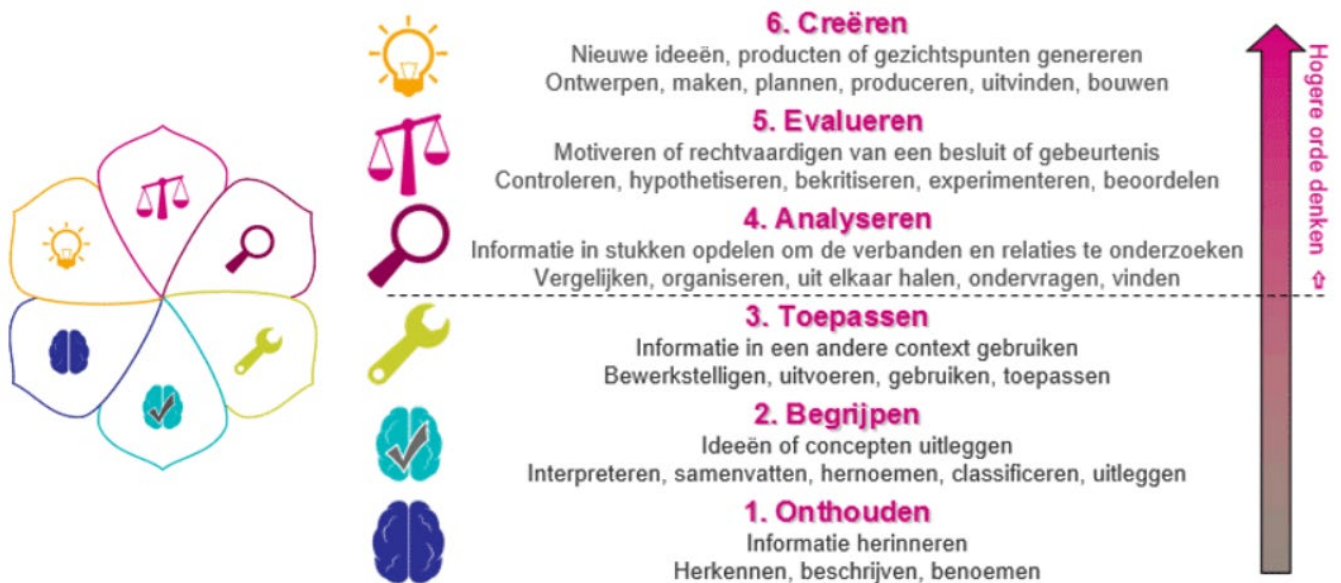 6. Creëren
Nieuwe ideeën, producten of gezichtspunten genereren
Ontwerpen, maken, plannen, produceren, uitvinden, bouwen
5. Evalueren
Motiveren of rechtvaardigen van een besluit of gebeurtenis
Controleren, hypothetiseren, bekritiseren, experimenteren, beoordelen
4. Analyseren
Informatie in stukken opdelen om de verbanden en relaties te onderzoeken
Vergelijken, organiseren, uit elkaar halen, ondervragen, vinden
3. Toepassen
Informatie in een andere context gebruiken
Bewerkstelligen, uitvoeren, gebruiken, toepassen
2. Begrijpen
Ideeën of concepten uitleggen
Interpreteren, samenvatten, hernoemen, classificeren, uitleggen
1. Onthouden
Informatie herinneren
Herkennen, beschrijven, benoemen
Hogere orde denken